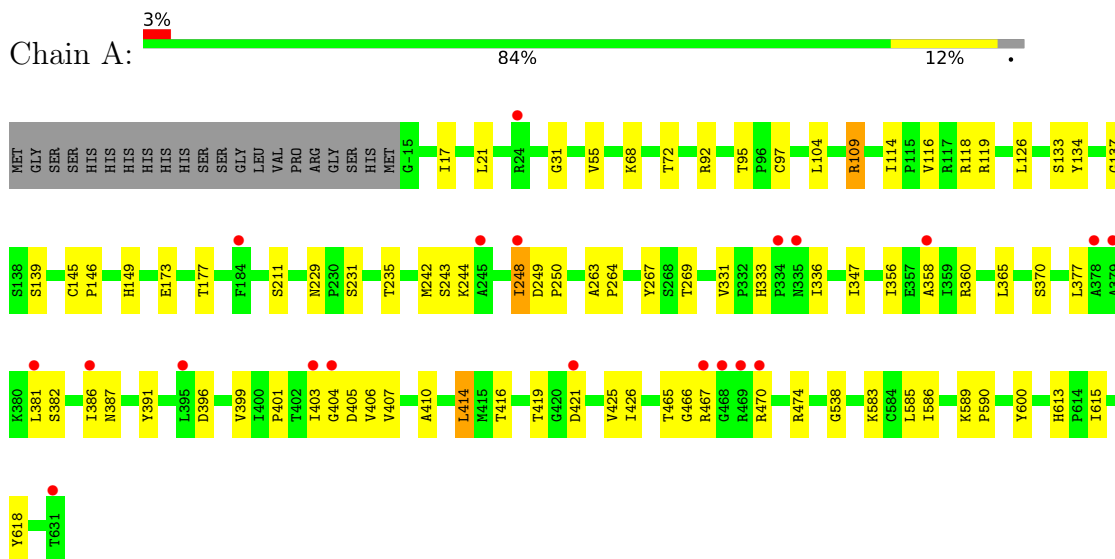 3%
Chain A:
84% 12% •
MET GLY SER SER HIS HIS HIS HIS HIS HIS SER SER GLY LEU VAL PRO ARG GLY SER HIS MET G-15 I17 L21 R24 G31 V55 K68 T72 R92 T95 P96 C97 L104 R109 I114 P115 V116 R117 R118 R119 L126 S133 Y134
S138 S139 C145 P146 H149 E173 T177 F184 S211 N229 P230 S231 T235 M242 S243 K244 A245 I248 D249 P250 A263 P264 Y267 S268 T269 V331 P332 H333 P334 N335 I336 I347 I356 E357 A358 I359 R360 L365 S370 L377 A378 A379
K380 L381 S382 I386 N387 Y391 L395 D396 V399 I400 P401 T402 I403 G404 D405 V406 V407 A410 L414 M415 T416 T419 G420 D421 V425 I426 T465 G466 R467 G468 R469 R470 R474 G538 K583 C584 L585 I586 K589 P590 Y600 H613 P614 I615
Y618 T631